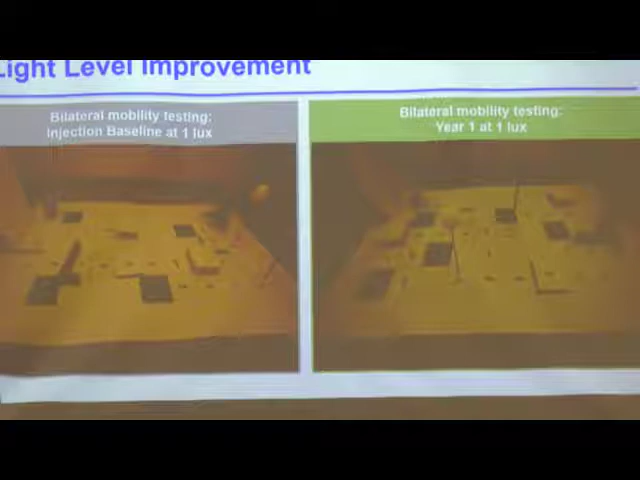 Light Level Improvement
Bilateral mobility testing:
Injection Baseline at 1 lux
Bilateral mobility testing:
Year 1 at 1 lux